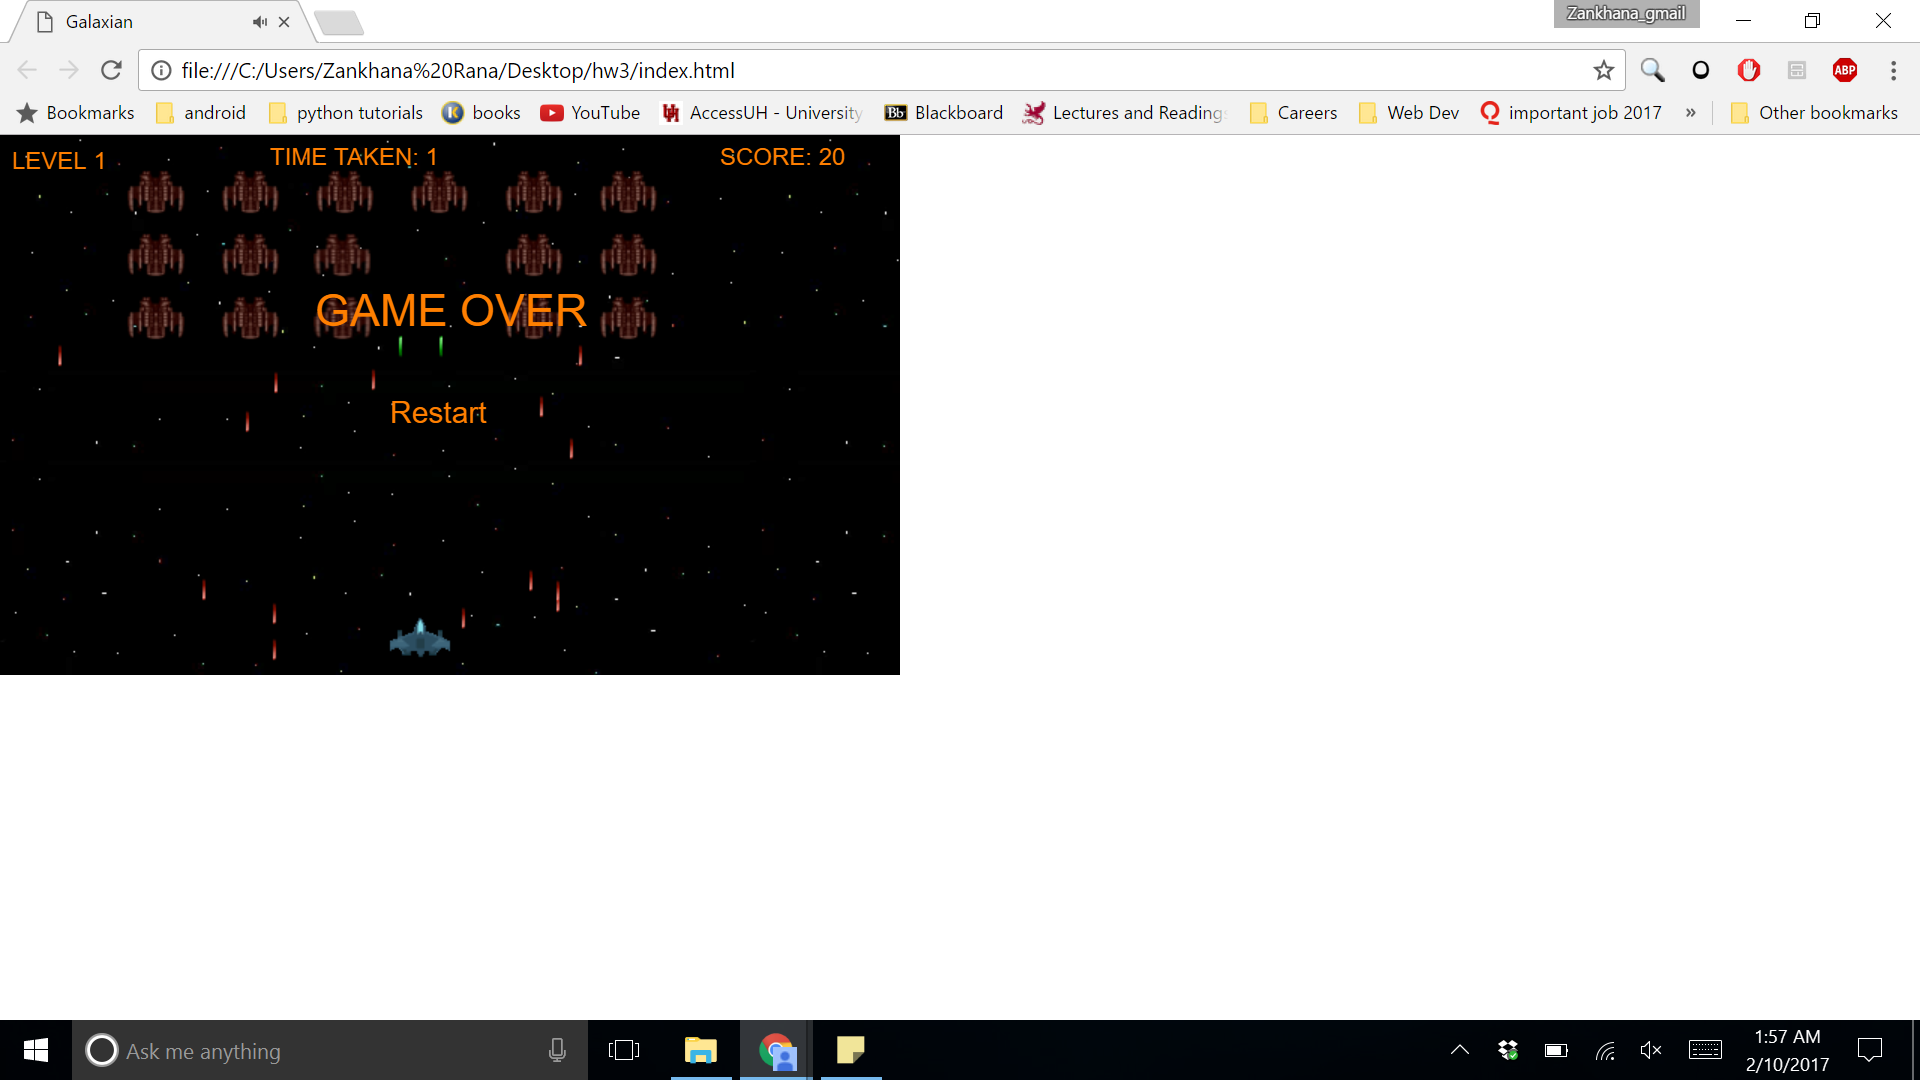 Galaxian
Zankhana_gmail
file:///C:/Users/Zankhana%20Rana/Desktop/hw3/index.html
ABP
Bookmarks android python tutorials books YouTube AccessUH - University Blackboard Lectures and Readings Careers Web Dev important job 2017 » Other bookmarks
LEVEL 1 TIME TAKEN: 1 SCORE: 20
GAME OVER
Restart
Ask me anything
1:57 AM
2/10/2017